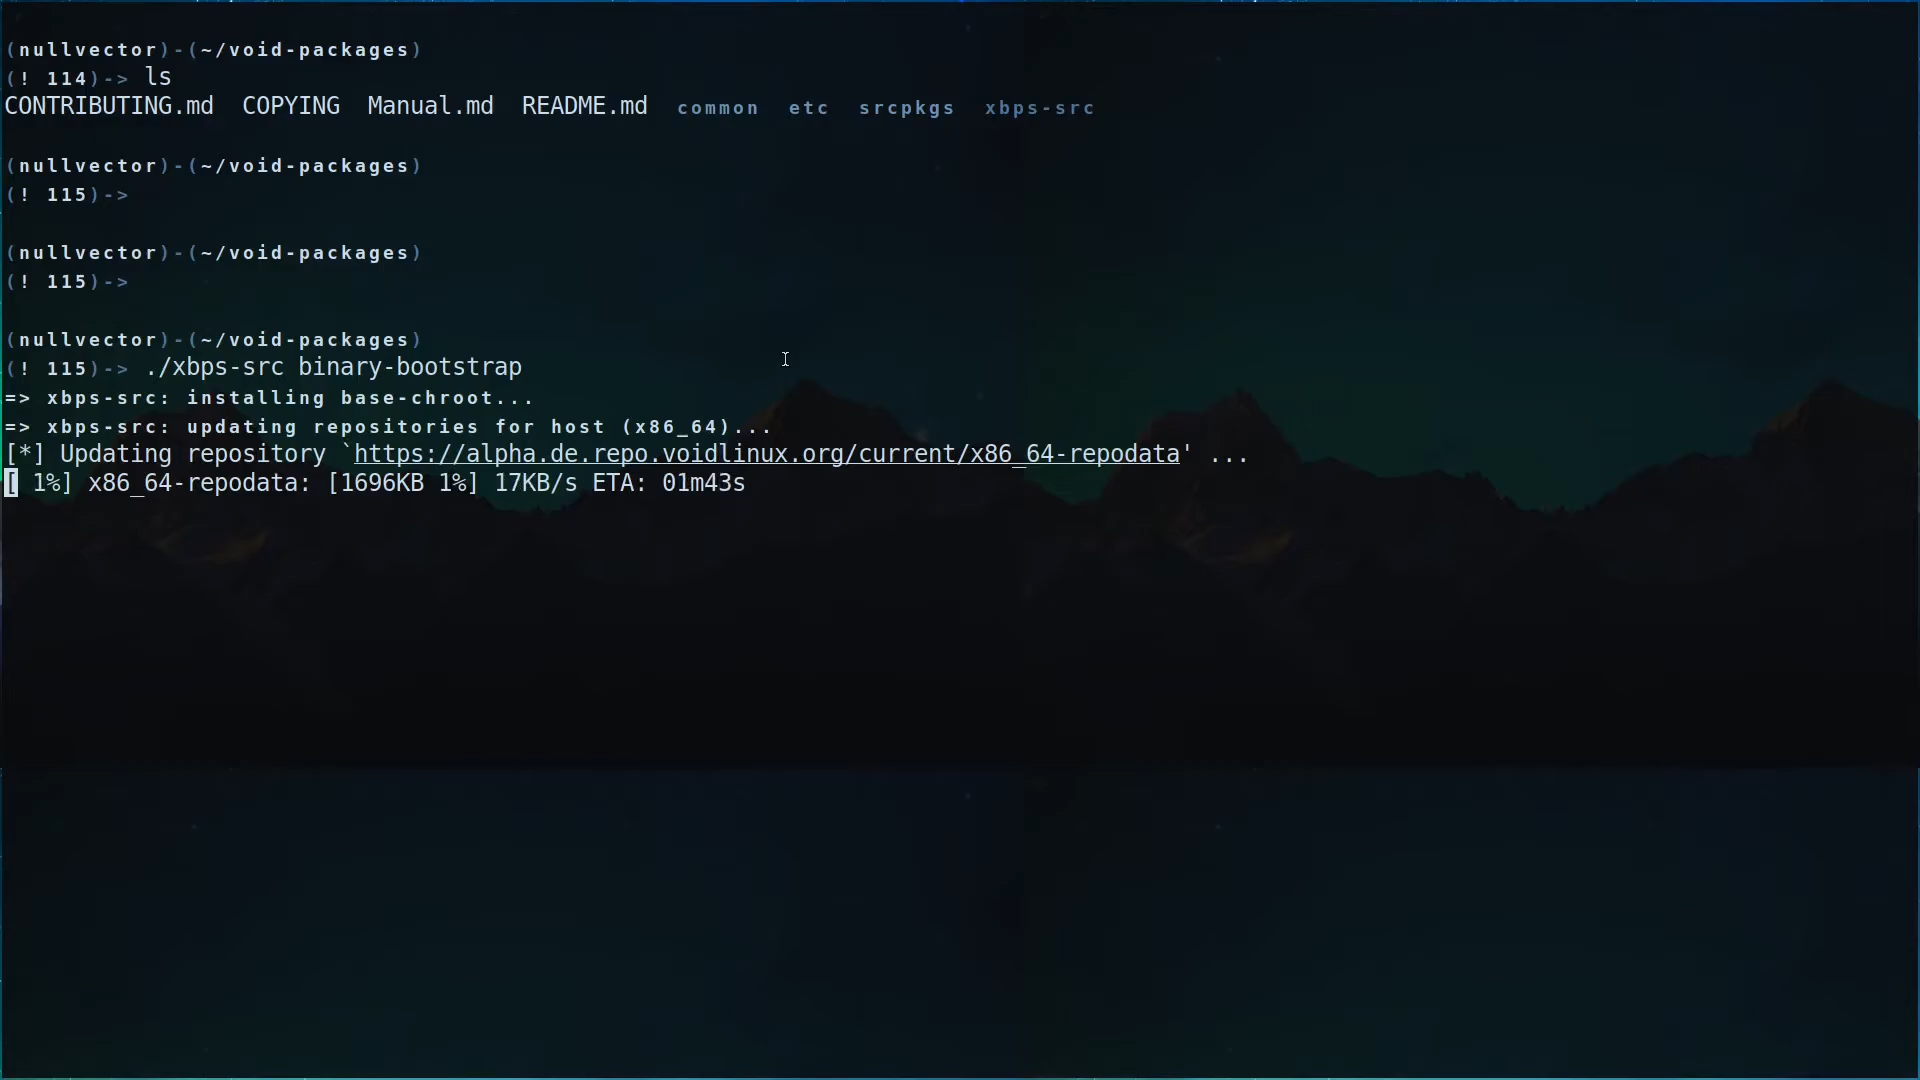 (nullvector)-(~/void-packages)
(! 114)-> ls
CONTRIBUTING.md  COPYING  Manual.md  README.md  common  etc  srcpkgs  xbps-src
(nullvector)-(~/void-packages)
(! 115)->
(nullvector)-(~/void-packages)
(! 115)->
(nullvector)-(~/void-packages)
(! 115)-> ./xbps-src binary-bootstrap
=> xbps-src: installing base-chroot...
=> xbps-src: updating repositories for host (x86_64)...
[*] Updating repository `https://alpha.de.repo.voidlinux.org/current/x86_64-repodata' ...
[ 1%] x86_64-repodata: [1696KB 1%] 17KB/s ETA: 01m43s